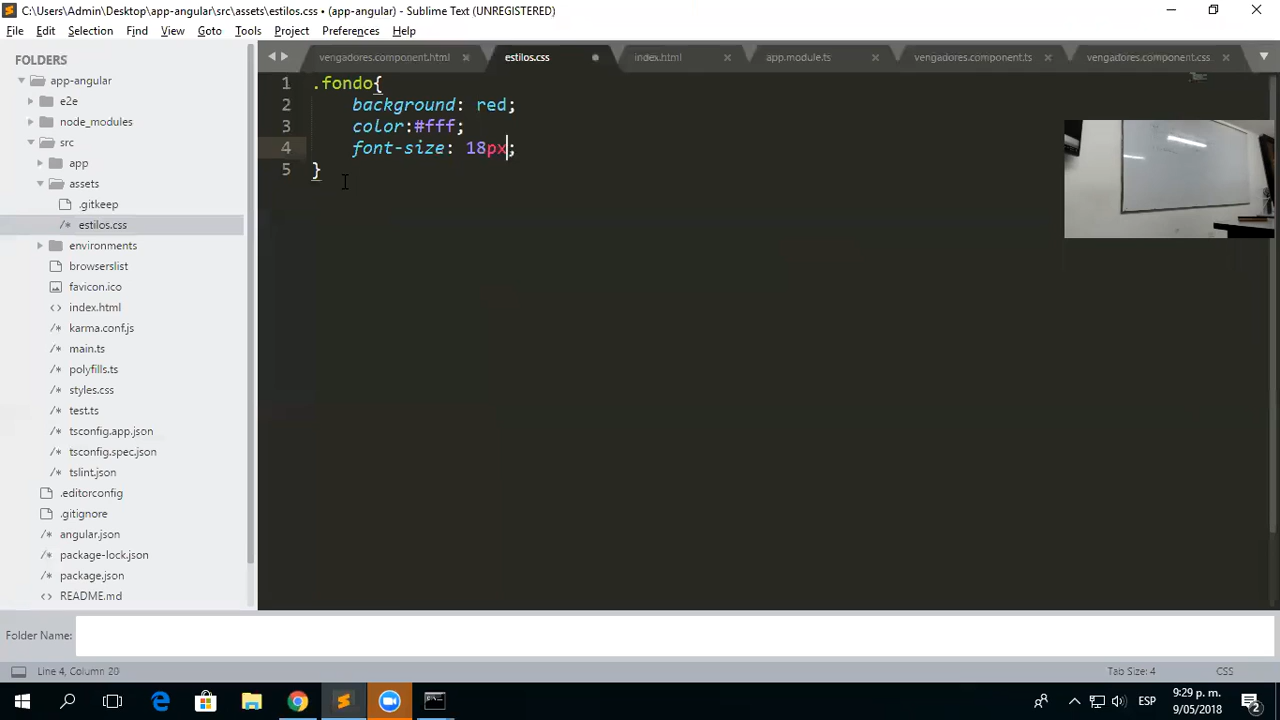 C:\Users\Admin\Desktop\app-angular\src\assets\estilos.css • (app-angular) - Sublime Text (UNREGISTERED)
File Edit Selection Find View Goto Tools Project Preferences Help
FOLDERS
app-angular
e2e
node_modules
src
app
assets
.gitkeep
/* estilos.css
environments
browserslist
favicon.ico
<> index.html
/* karma.conf.js
/* main.ts
/* polyfills.ts
/* styles.css
/* test.ts
/* tsconfig.app.json
/* tsconfig.spec.json
/* tslint.json
.editorconfig
.gitignore
/* angular.json
/* package-lock.json
/* package.json
README.md
vengadores.component.html estilos.css index.html app.module.ts vengadores.component.ts vengadores.component.css
1 .fondo{
2 background: red;
3 color:#fff;
4 font-size: 18px;
5 }
Folder Name:
Line 4, Column 20 Tab Size: 4 CSS
ESP 9:29 p. m.
9/05/2018
2